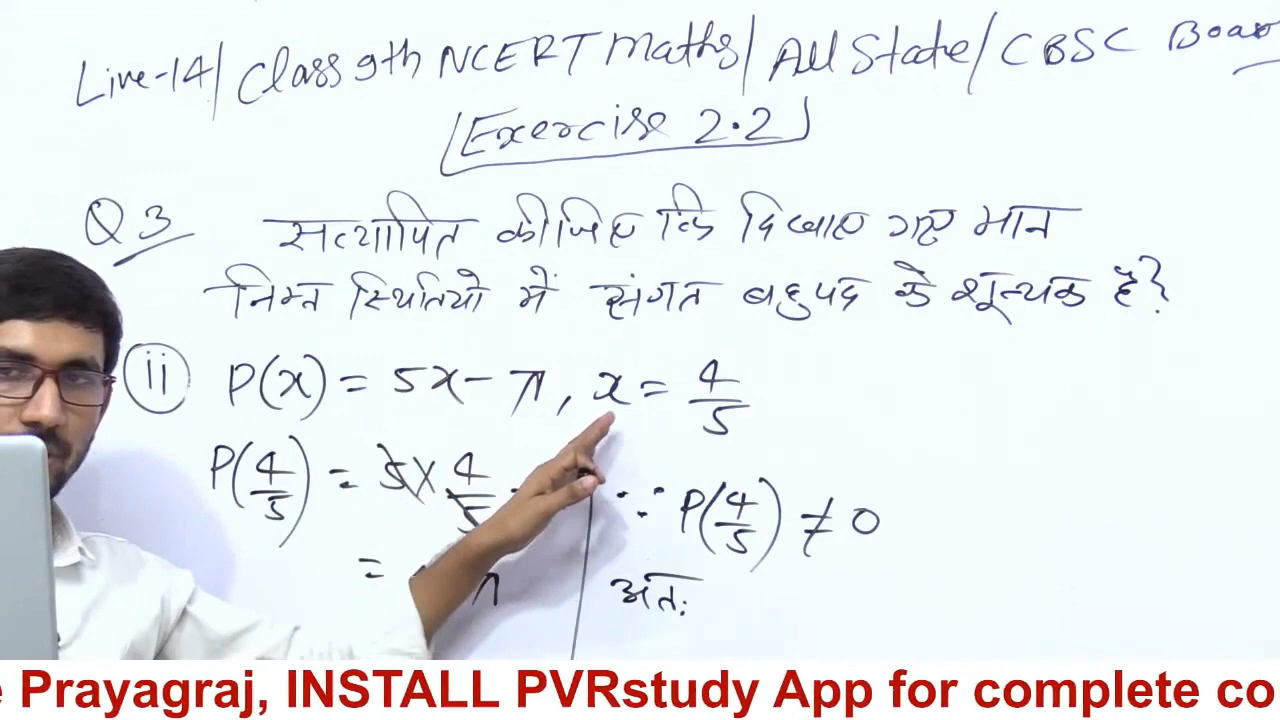 Live-14/ Class 9th NCERT Maths/ All State/ CBSC Boar
Exercise 2.2
Q 3 सत्यापित कीजिए कि दिखाए गए मान
निम्न स्थितियों में संगत बहुपद के शून्यक है?
ii P(x) = 5x - π, x = 4/5
P(4/5) = 5 × 4/5
= π
∵ P(4/5) ≠ 0
अतः
Prayagraj, INSTALL PVRstudy App for complete co